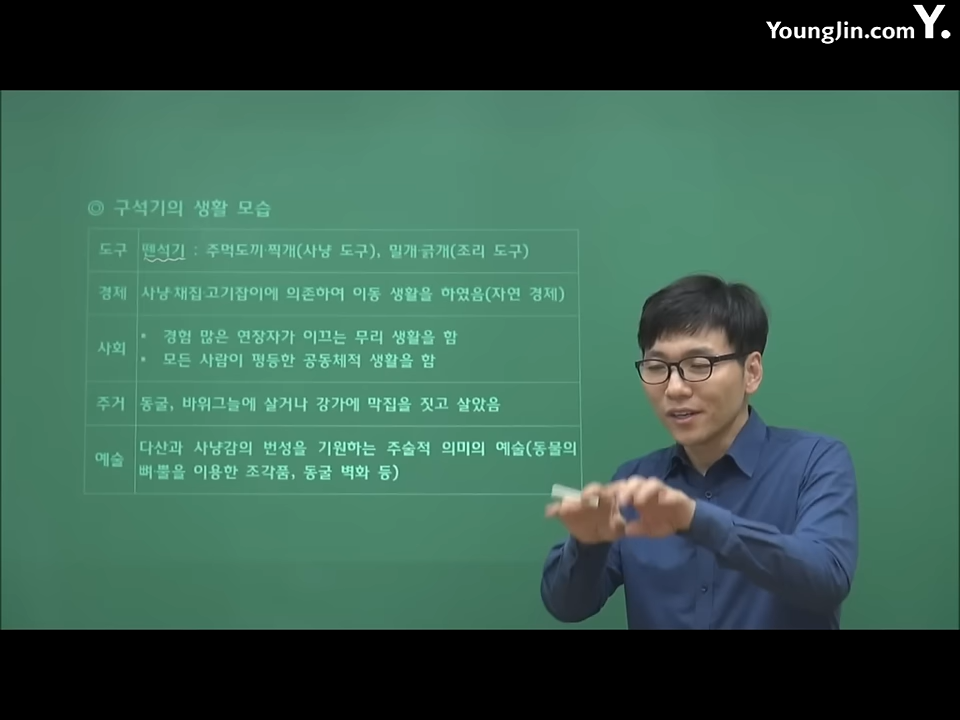 YoungJin.com Y.
◎ 구석기의 생활 모습
도구 뗀석기 : 주먹도끼·찍개(사냥 도구), 밀개·긁개(조리 도구)
경제 사냥·채집·고기잡이에 의존하여 이동 생활을 하였음(자연 경제)
사회
• 경험 많은 연장자가 이끄는 무리 생활을 함
• 모든 사람이 평등한 공동체적 생활을 함
주거 동굴, 바위그늘에 살거나 강가에 막집을 짓고 살았음
예술
다산과 사냥감의 번성을 기원하는 주술적 의미의 예술(동물의
뼈·뿔을 이용한 조각품, 동굴 벽화 등)